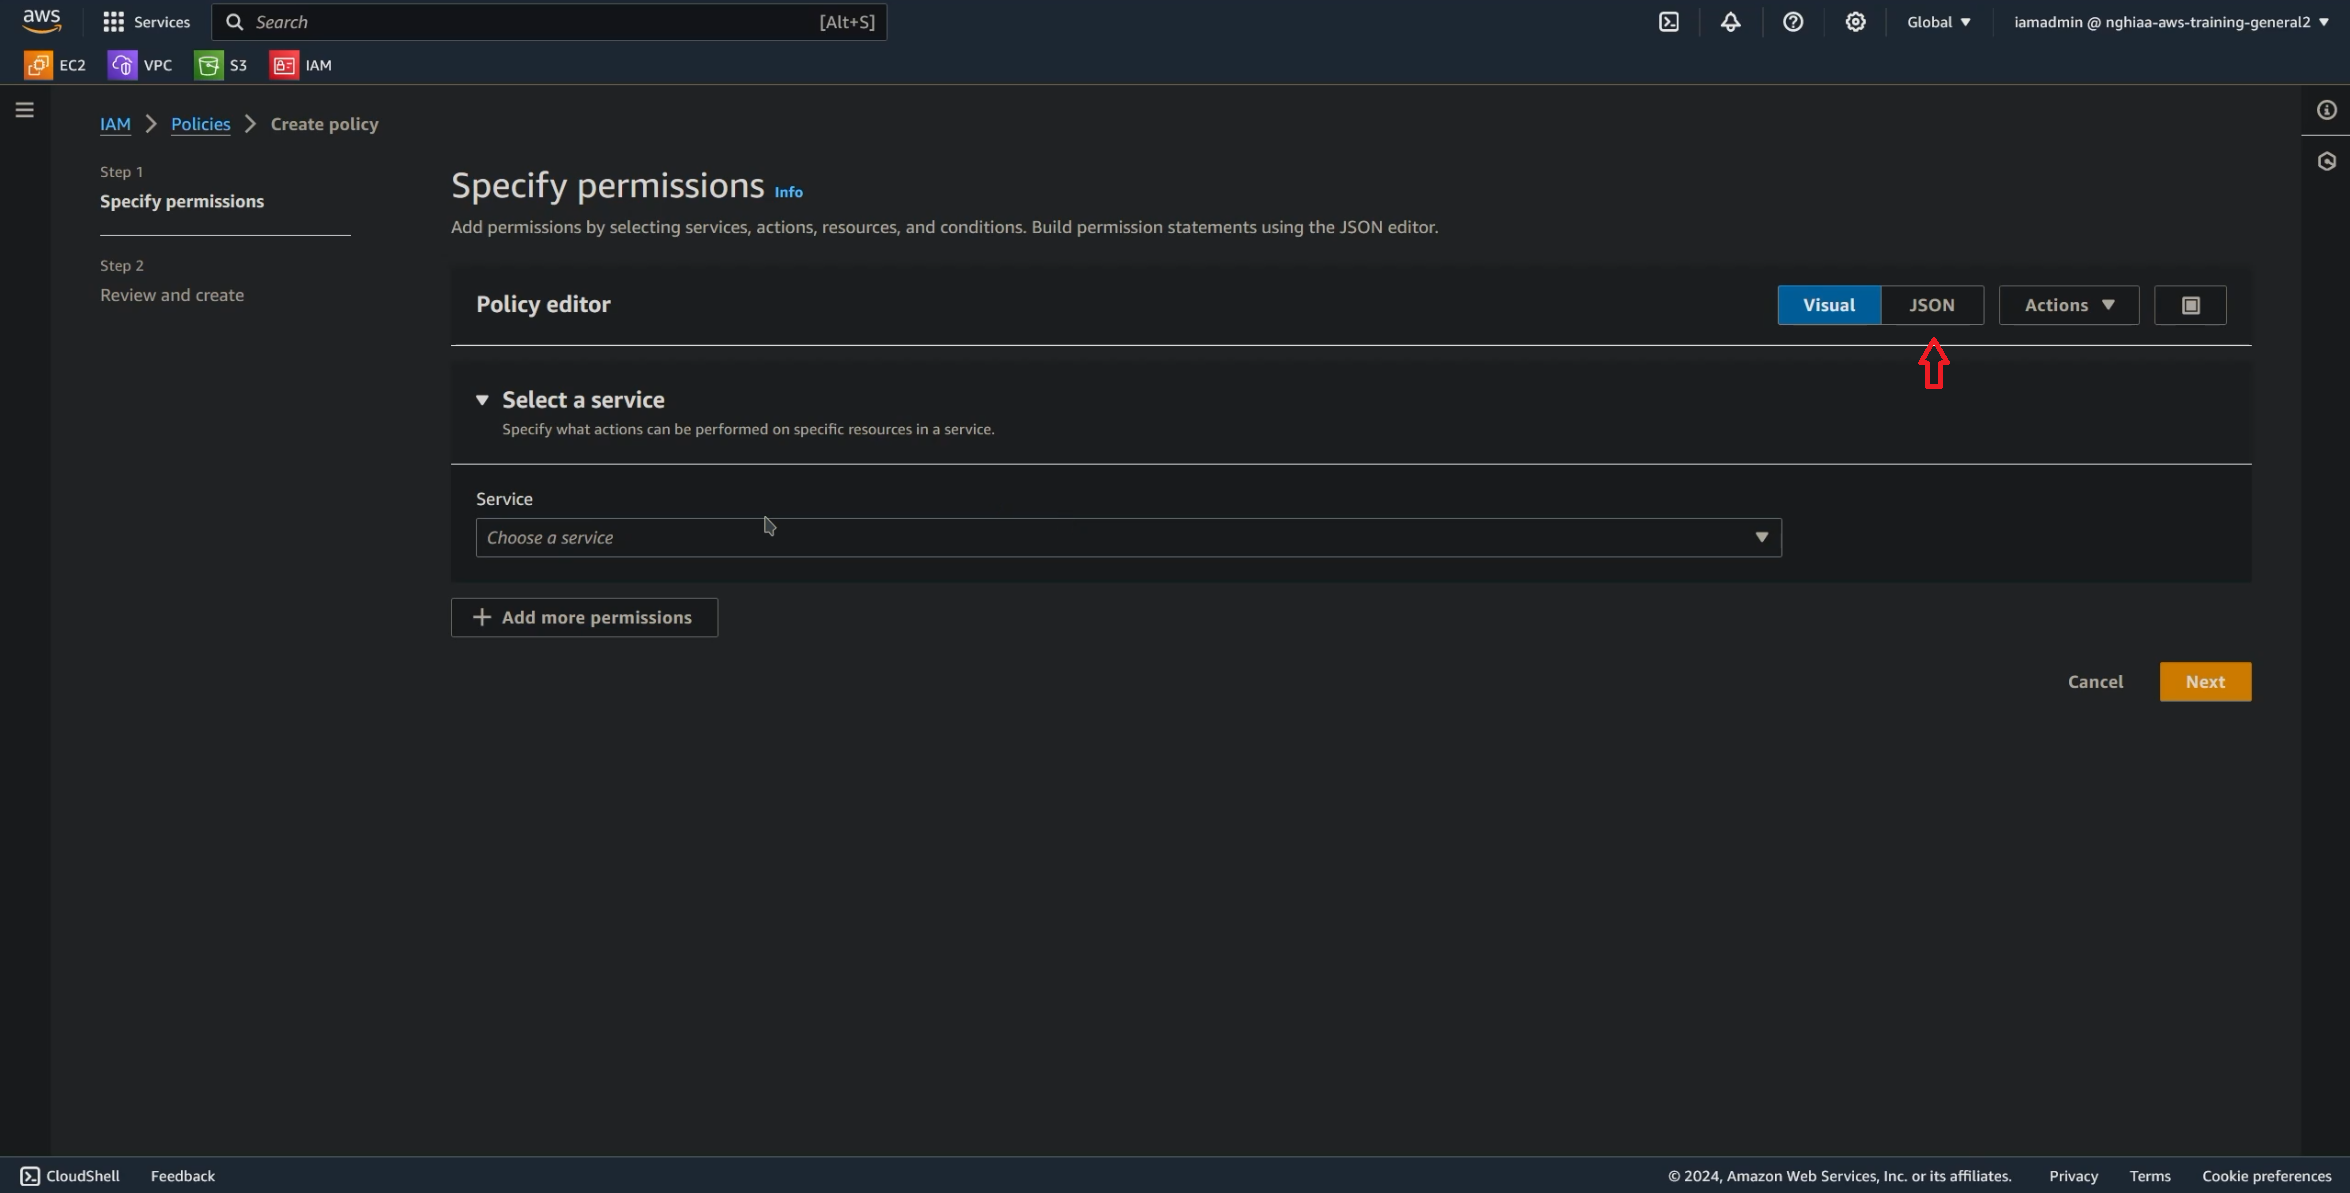 aws
Services
Search
[Alt+S]
Global
iamadmin @ nghiaa-aws-training-general2
EC2
VPC
S3
IAM
IAM > Policies > Create policy
Step 1
Specify permissions
Step 2
Review and create
Specify permissions Info
Add permissions by selecting services, actions, resources, and conditions. Build permission statements using the JSON editor.
Policy editor
Visual
JSON
Actions
Select a service
Specify what actions can be performed on specific resources in a service.
Service
Choose a service
Add more permissions
Cancel
Next
CloudShell
Feedback
© 2024, Amazon Web Services, Inc. or its affiliates.
Privacy
Terms
Cookie preferences